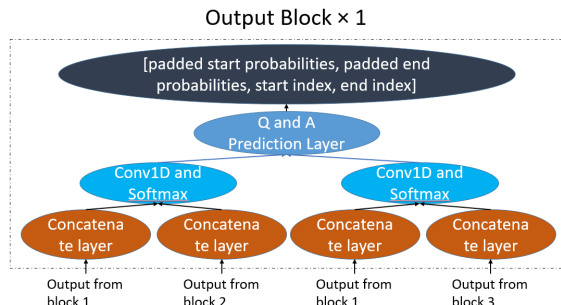 Output Block × 1
[padded start probabilities, padded end
probabilities, start index, end index]
Q and A
Prediction Layer
Conv1D and
Softmax
Conv1D and
Softmax
Concatena
te layer
Concatena
te layer
Concatena
te layer
Concatena
te layer
Output from
block 1
Output from
block 2
Output from
block 1
Output from
block 3